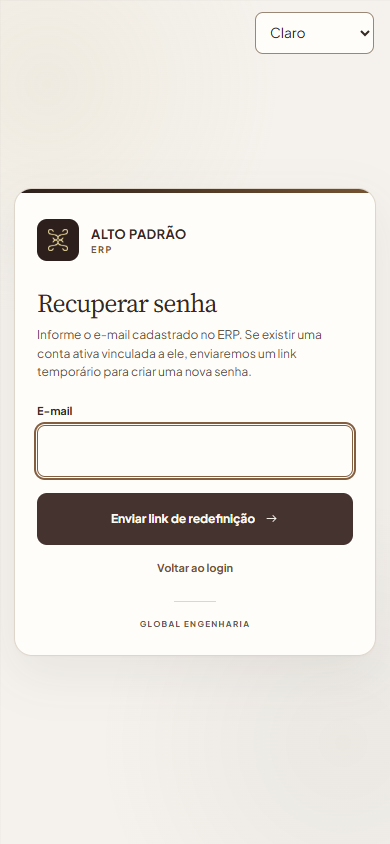 Claro
ALTO PADRÃO
ERP
Recuperar senha
Informe o e-mail cadastrado no ERP. Se existir uma
conta ativa vinculada a ele, enviaremos um link
temporário para criar uma nova senha.
E-mail
Enviar link de redefinição →
Voltar ao login
GLOBAL ENGENHARIA